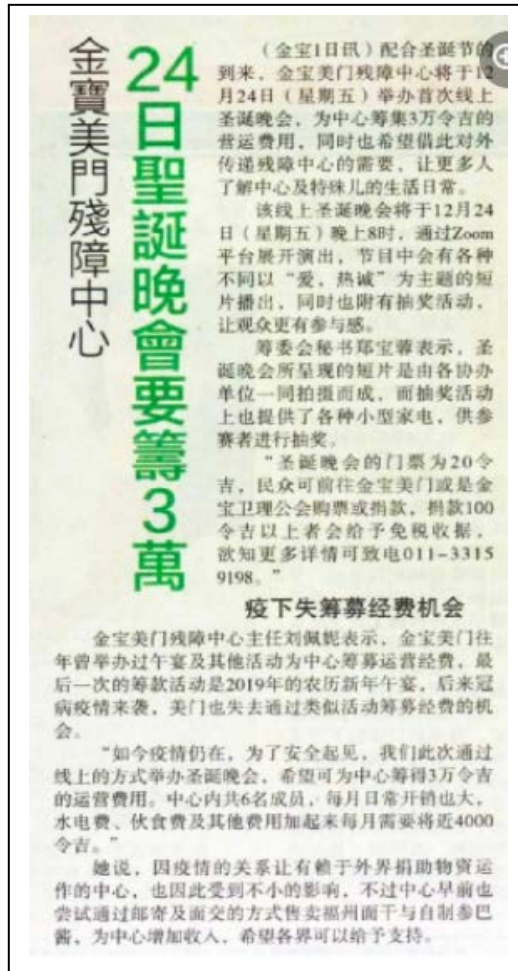 金寶美門殘障中心
24日聖誕晚會要籌3萬
（金宝1日讯）配合圣诞节的
到来，金宝美门残障中心将于12
月24日（星期五）举办首次线上
圣诞晚会，为中心筹集3万令吉的
营运费用，同时也希望借此对外
传递残障中心的需要，让更多人
了解中心及特殊儿的生活日常。
该线上圣诞晚会将于12月24
日（星期五）晚上8时，通过Zoom
平台展开演出，节目中会有各种
不同以“爱，热诚”为主题的短
片播出，同时也附有抽奖活动，
让观众更有参与感。
筹委会秘书郑宝蓉表示，圣
诞晚会所呈现的短片是由各协办
单位一同拍摄而成，而抽奖活动
上也提供了各种小型家电，供参
赛者进行抽奖。
“圣诞晚会的门票为20令
吉，民众可前往金宝美门或是金
宝卫理公会购票或捐款，捐款100
令吉以上者会给予免税收据，
欲知更多详情可致电011-3315
9198。”
疫下失筹募经费机会
金宝美门残障中心主任刘佩妮表示，金宝美门往
年曾举办过午宴及其他活动为中心筹募运营经费，最
后一次的筹款活动是2019年的农历新年午宴，后来冠
病疫情来袭，美门也失去通过类似活动筹募经费的机
会。
“如今疫情仍在，为了安全起见，我们此次通过
线上的方式举办圣诞晚会，希望可为中心筹得3万令吉
的运营费用。中心内共6名成员，每月日常开销也大，
水电费、伙食费及其他费用加起来每月需要将近4000
令吉。”
她说，因疫情的关系让有赖于外界捐助物资运
作的中心，也因此受到不小的影响，不过中心早前也
尝试通过邮寄及面交的方式售卖福州面干与自制参巴
酱，为中心增加收入，希望各界可以给予支持。